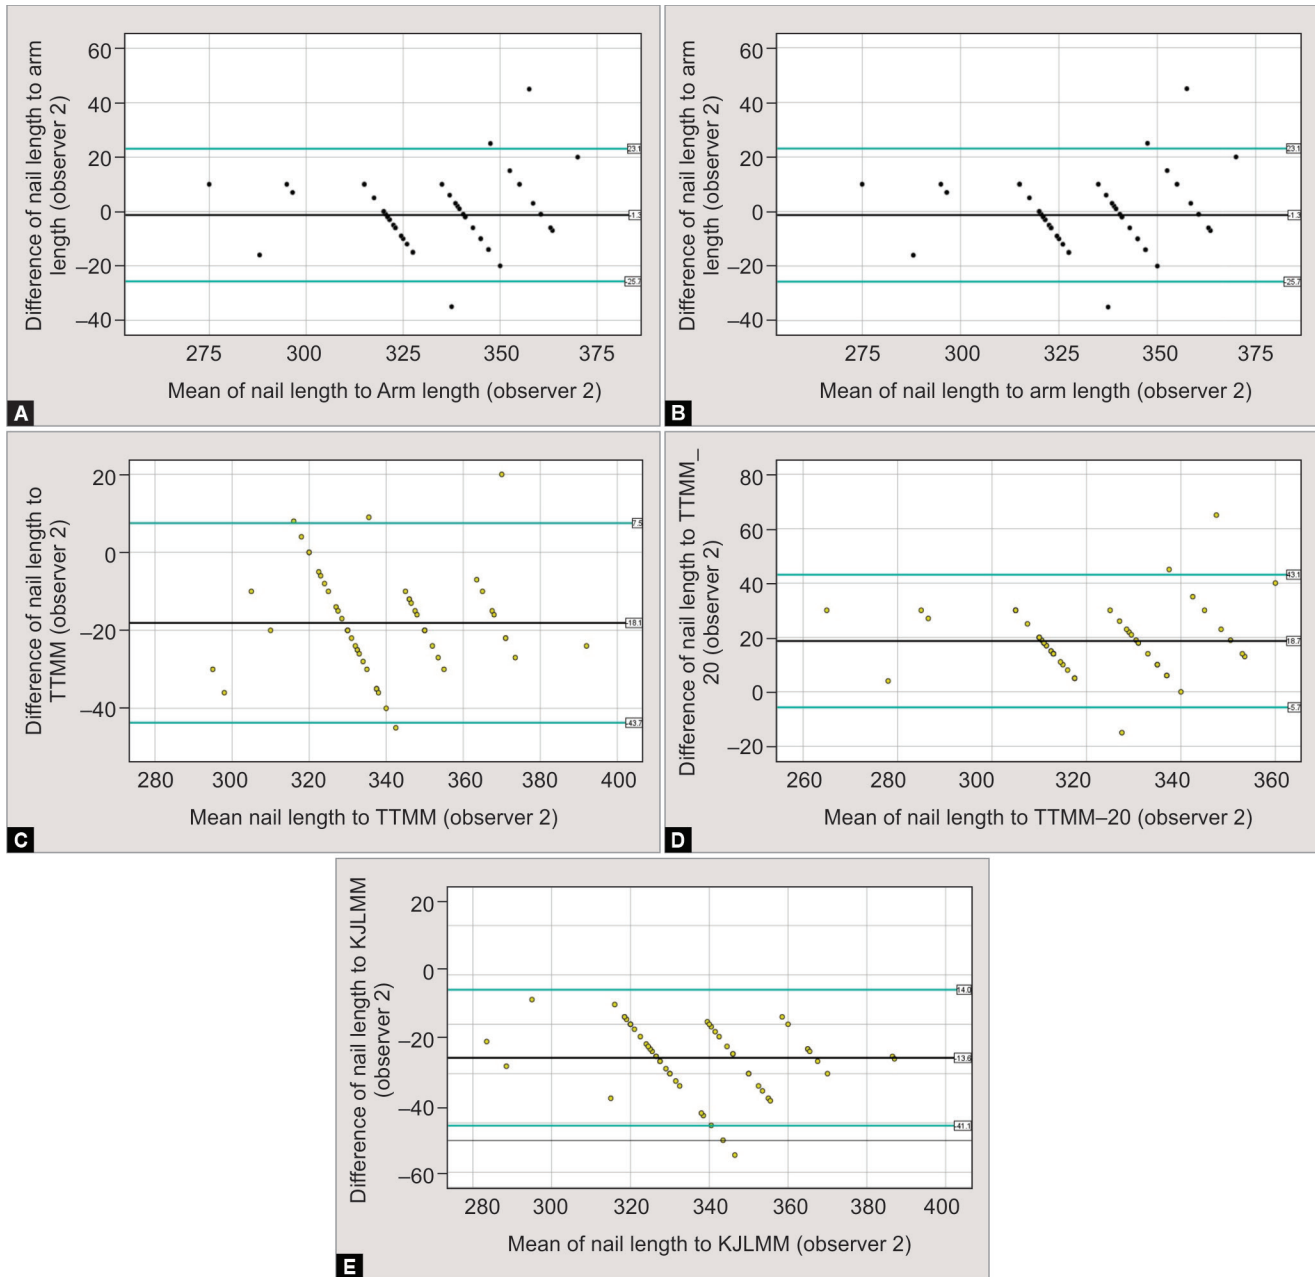 Difference of nail length to arm
length (observer 2)
60
40
20
0
–20
–40
23.1
-1.3
-25.7
275 300 325 350 375
Mean of nail length to Arm length (observer 2)
A
Difference of nail length to arm
length (observer 2)
60
40
20
0
–20
–40
23.1
-1.3
-25.7
275 300 325 350 375
Mean of nail length to arm length (observer 2)
B
Difference of nail length to
TTMM (observer 2)
20
0
–20
–40
7.5
-18.1
-43.7
280 300 320 340 360 380 400
Mean nail length to TTMM (observer 2)
C
Difference of nail length to TTMM_
20 (observer 2)
80
60
40
20
0
–20
43.1
18.7
-5.7
260 280 300 320 340 360
Mean of nail length to TTMM–20 (observer 2)
D
Difference of nail length to KJLMM
(observer 2)
20
0
–20
–40
–60
14.0
-13.6
-41.1
280 300 320 340 360 380 400
Mean of nail length to KJLMM (observer 2)
E